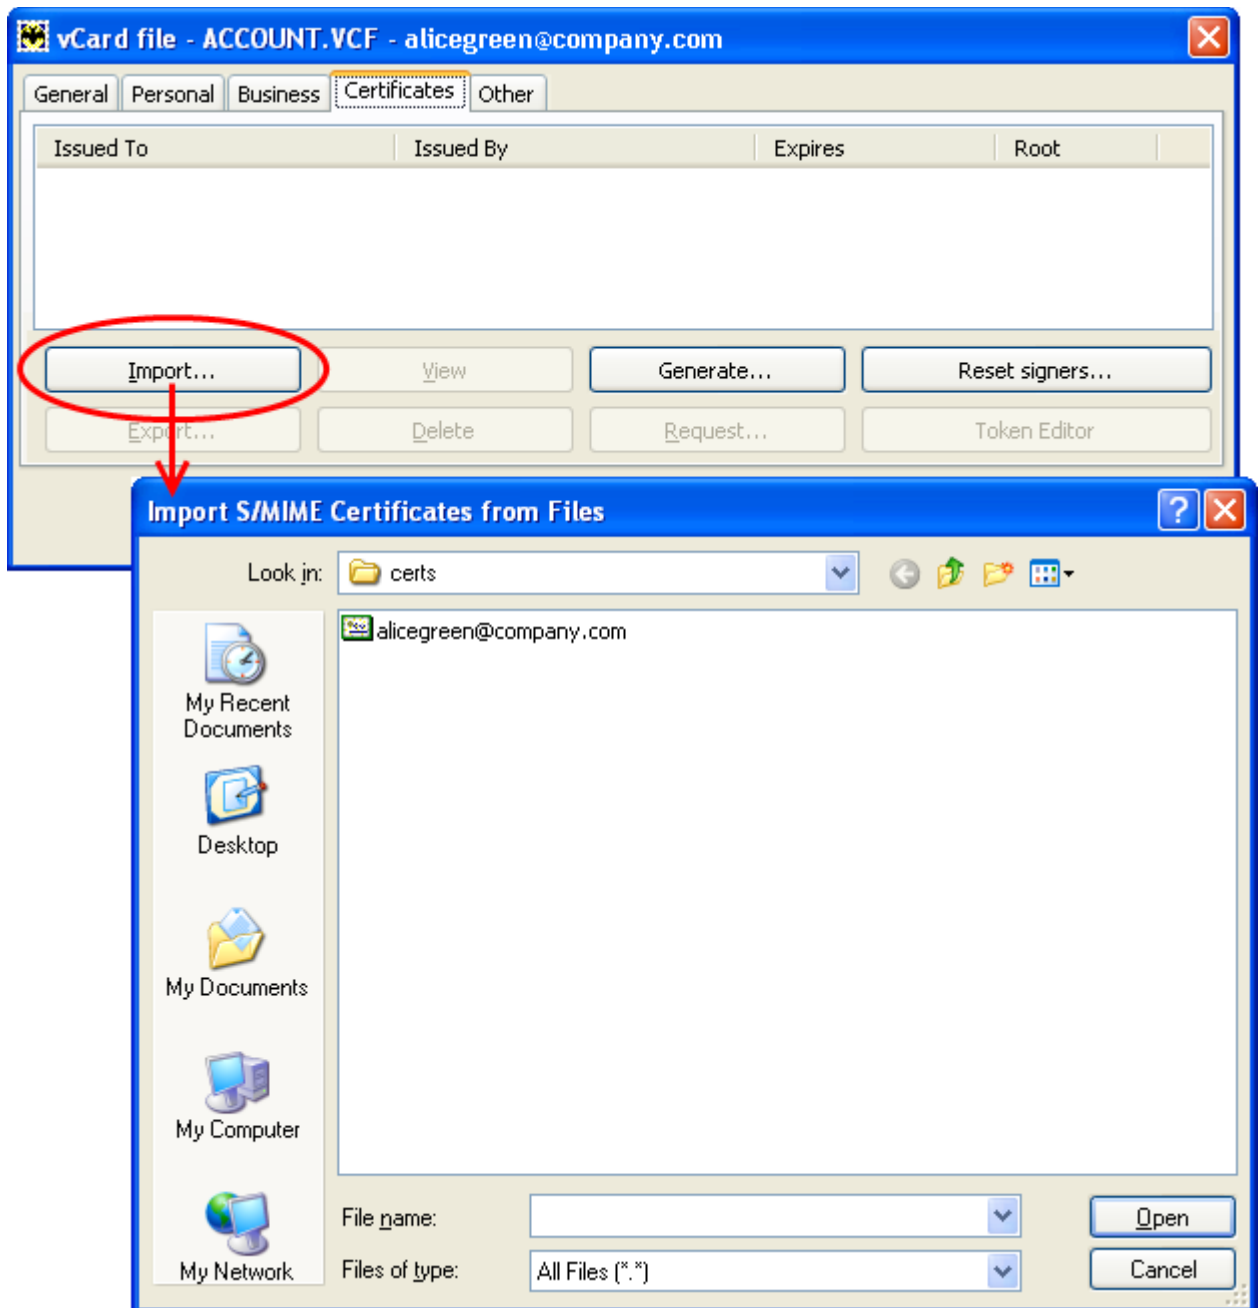 vCard file - ACCOUNT.VCF - alicegreen@company.com
General Personal Business Certificates Other
Issued To Issued By Expires Root
Import... View Generate... Reset signers...
Export... Delete Request... Token Editor
Import S/MIME Certificates from Files
Look in: certs
alicegreen@company.com
My Recent
Documents
Desktop
My Documents
My Computer
My Network
File name: Open
Files of type: All Files (*.*) Cancel